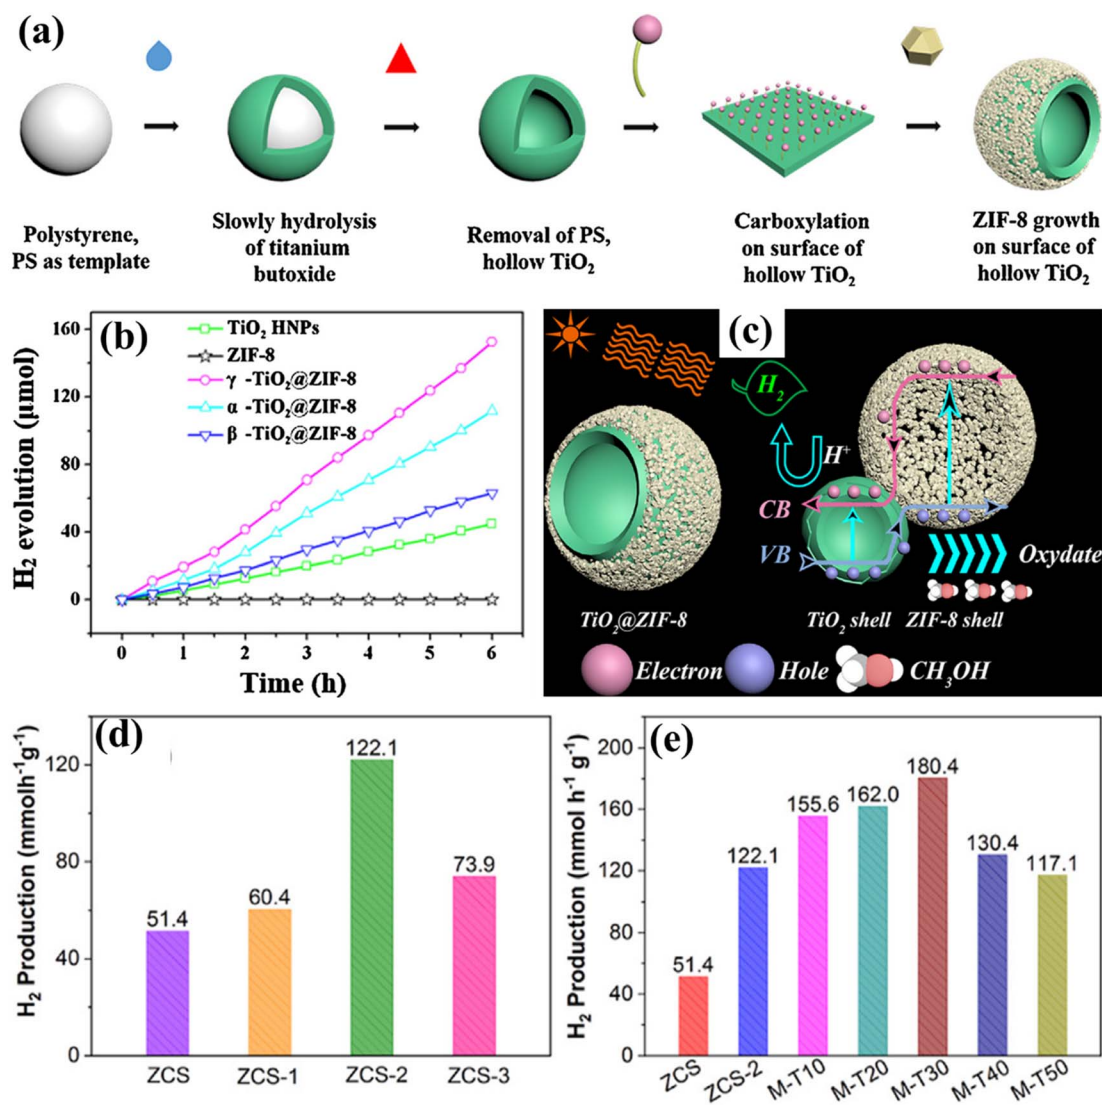 (a)
Polystyrene,
PS as template
Slowly hydrolysis
of titanium
butoxide
Removal of PS,
hollow TiO₂
Carboxylation
on surface of
hollow TiO₂
ZIF-8 growth
on surface of
hollow TiO₂
(b)
H₂ evolution (μmol)
160
120
80
40
0
TiO₂ HNPs
ZIF-8
γ -TiO₂@ZIF-8
α -TiO₂@ZIF-8
β -TiO₂@ZIF-8
0 1 2 3 4 5 6
Time (h)
(c)
H₂
H⁺
CB
VB
Oxydate
TiO₂@ZIF-8
TiO₂ shell
ZIF-8 shell
Electron
Hole
CH₃OH
(d)
H₂ Production (mmolh⁻¹g⁻¹)
120
80
40
0
51.4
60.4
122.1
73.9
ZCS
ZCS-1
ZCS-2
ZCS-3
(e)
H₂ Production (mmol h⁻¹ g⁻¹)
200
160
120
80
40
0
51.4
122.1
155.6
162.0
180.4
130.4
117.1
ZCS
ZCS-2
M-T10
M-T20
M-T30
M-T40
M-T50